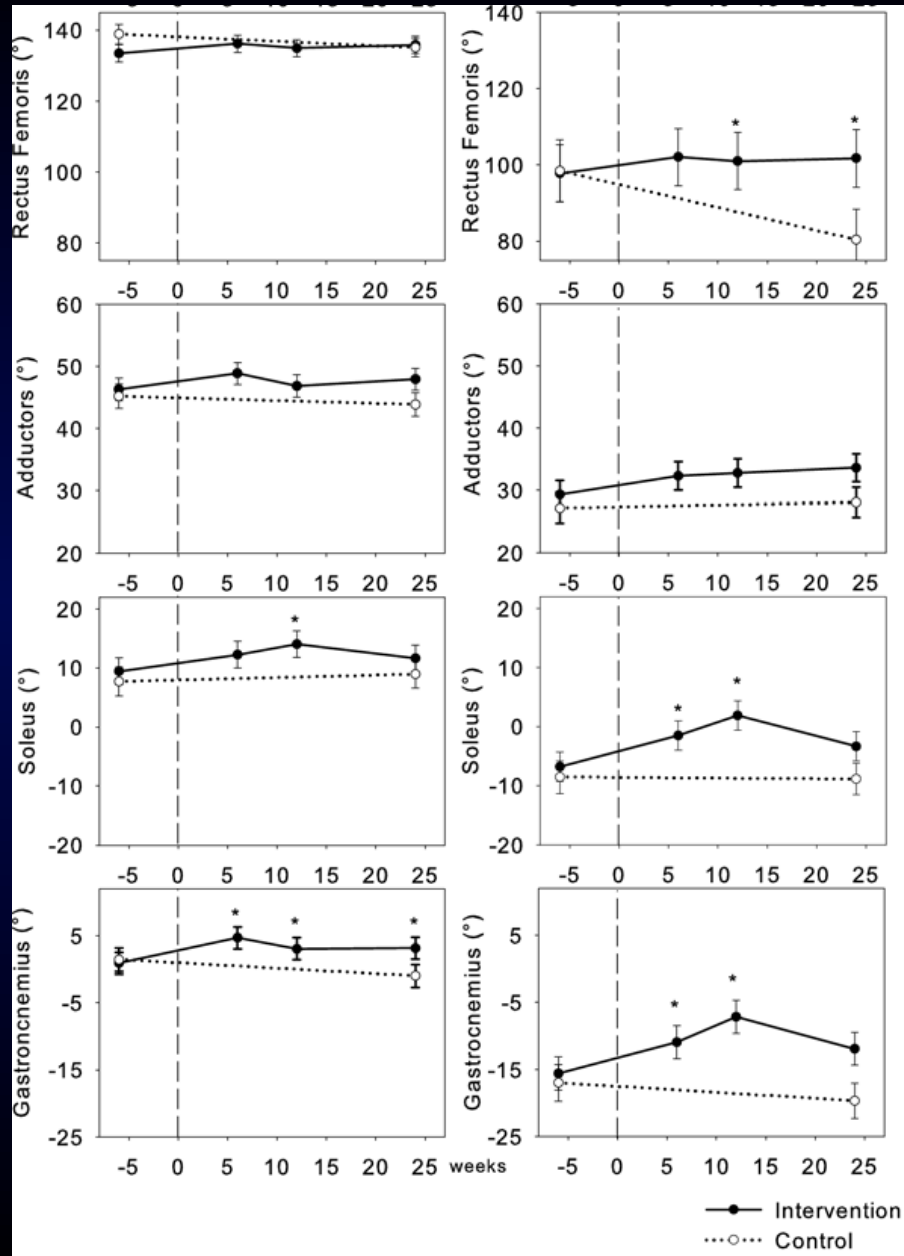 Rectus Femoris (°)
140
120
100
80
Rectus Femoris (°)
140
120
100
80
* *
-5 0 5 10 15 20 25
-5 0 5 10 15 20 25
Adductors (°)
60
50
40
30
20
Adductors (°)
60
50
40
30
20
-5 0 5 10 15 20 25
-5 0 5 10 15 20 25
Soleus (°)
20
10
0
-10
-20
*
Soleus (°)
20
10
0
-10
-20
* *
-5 0 5 10 15 20 25
-5 0 5 10 15 20 25
Gastroncnemius (°)
5
-5
-15
-25
* * *
Gastrocnemius (°)
5
-5
-15
-25
* *
-5 0 5 10 15 20 25 weeks -5 0 5 10 15 20 25
Intervention
Control